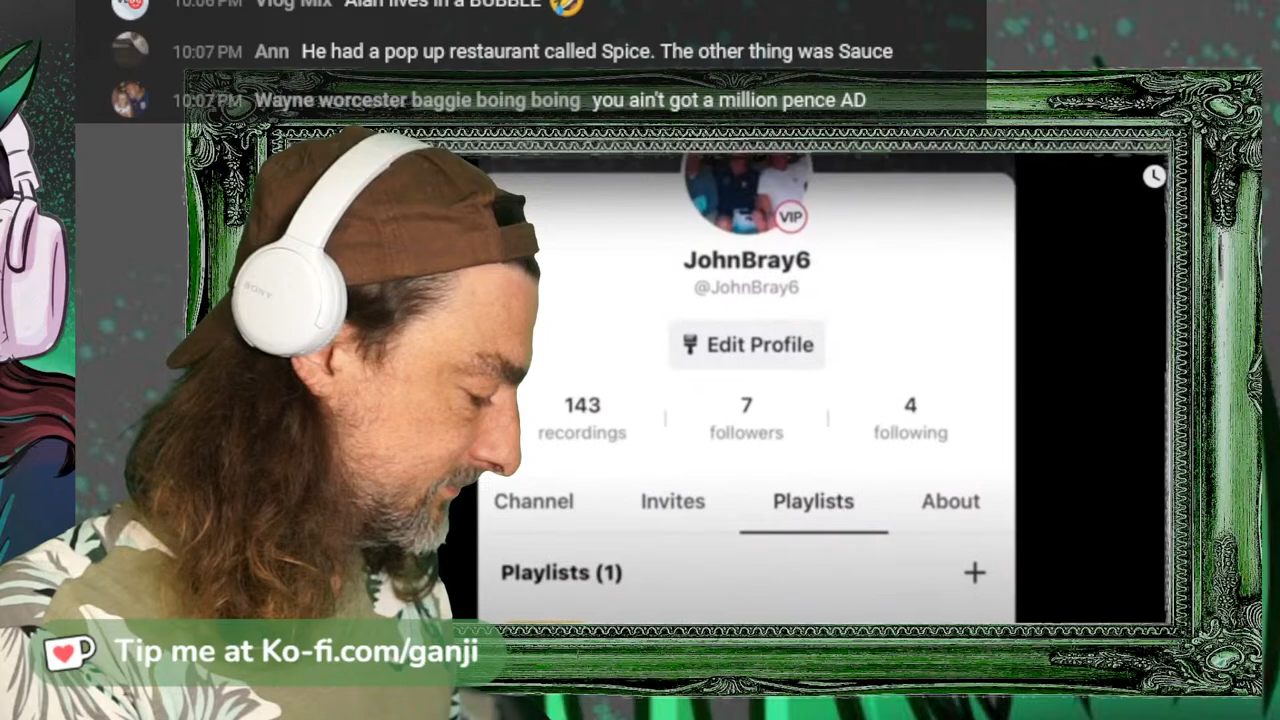 10:06 PM Vlog Mix Alan lives in a BUBBLE
10:07 PM Ann He had a pop up restaurant called Spice. The other thing was Sauce
10:07 PM Wayne worcester baggie boing boing you ain't got a million pence AD
VIP
JohnBray6
@JohnBray6
Edit Profile
SONY
143 7 4
recordings followers following
Channel Invites Playlists About
Playlists (1) +
Tip me at Ko-fi.com/ganji